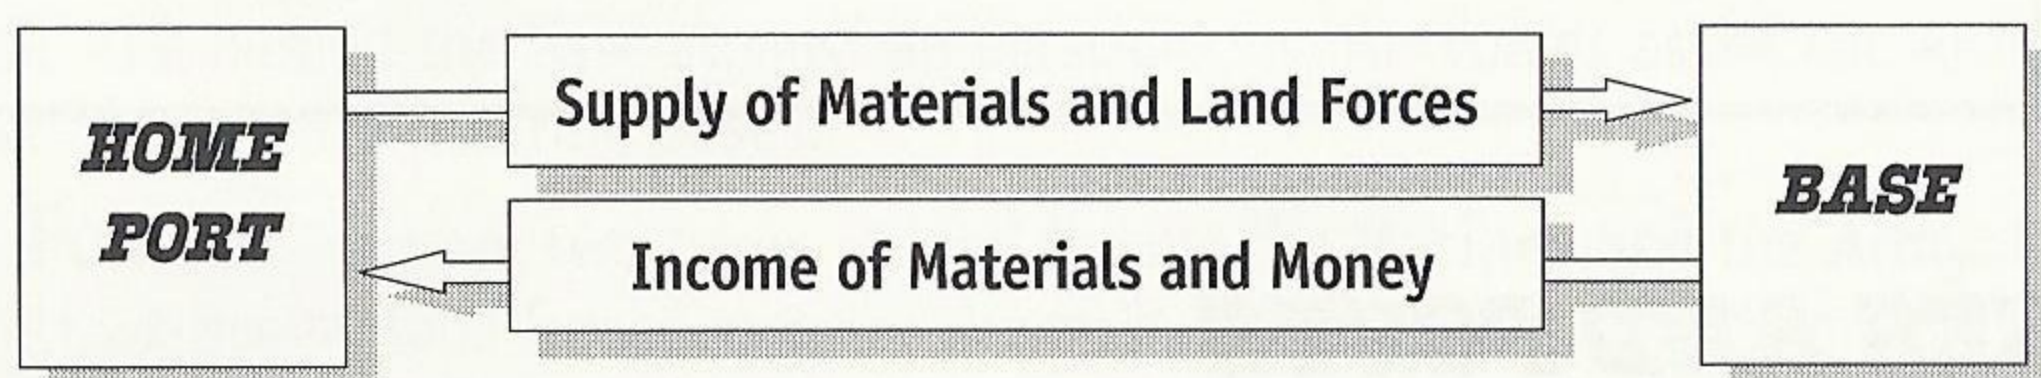 HOME
PORT
Supply of Materials and Land Forces
Income of Materials and Money
BASE